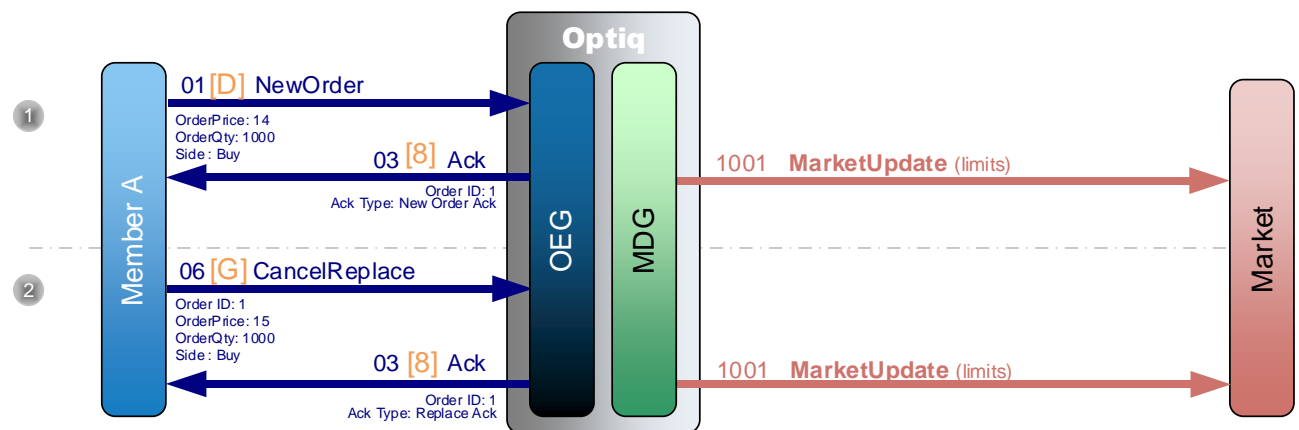 Optiq
1
01 [D] NewOrder
OrderPrice: 14
OrderQty: 1000
Side : Buy
03 [8] Ack
Order ID: 1
Ack Type: New Order Ack
1001 MarketUpdate (limits)
Member A
OEG
MDG
Market
2
06 [G] CancelReplace
Order ID: 1
OrderPrice: 15
OrderQty: 1000
Side : Buy
03 [8] Ack
Order ID: 1
Ack Type: Replace Ack
1001 MarketUpdate (limits)